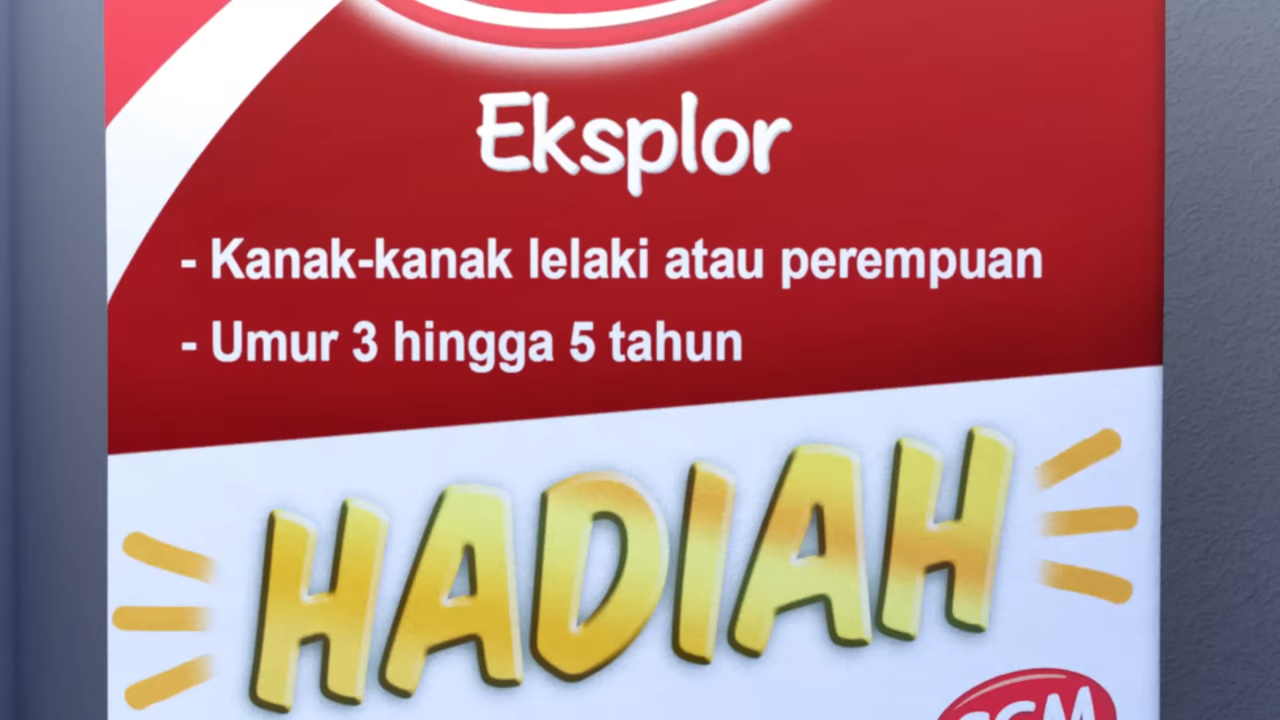 Eksplor
- Kanak-kanak lelaki atau perempuan
- Umur 3 hingga 5 tahun
HADIAH